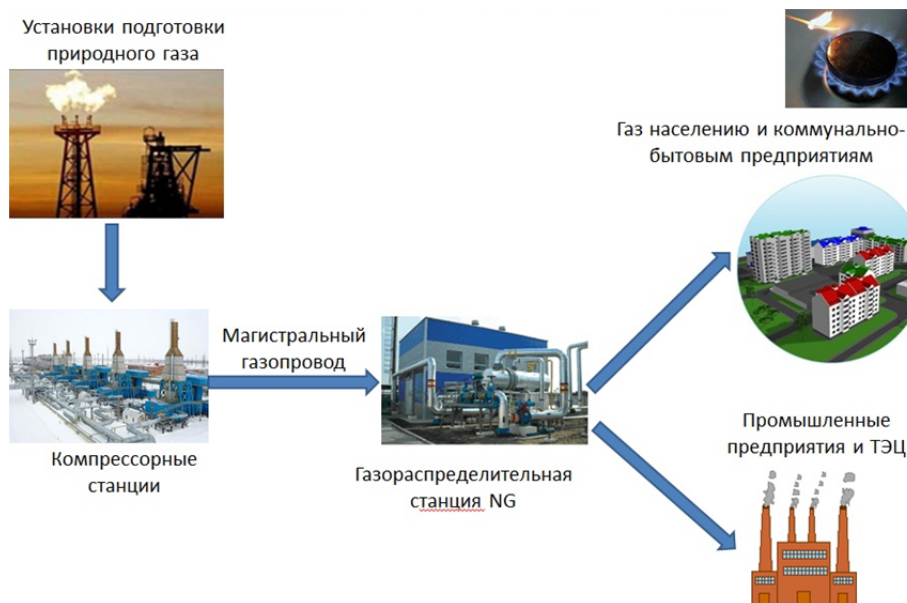 Установки подготовки
природного газа
Газ населению и коммунально-
бытовым предприятиям
Магистральный
газопровод
Компрессорные
станции
Газораспределительная
станция NG
Промышленные
предприятия и ТЭЦ